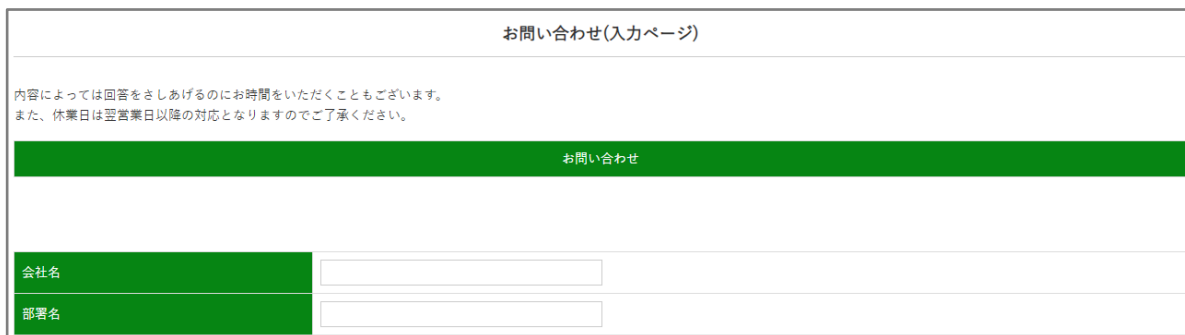 お問い合わせ(入力ページ)
内容によっては回答をさしあげるのにお時間をいただくこともございます。
また、休業日は翌営業日以降の対応となりますのでご了承ください。
お問い合わせ
会社名
部署名